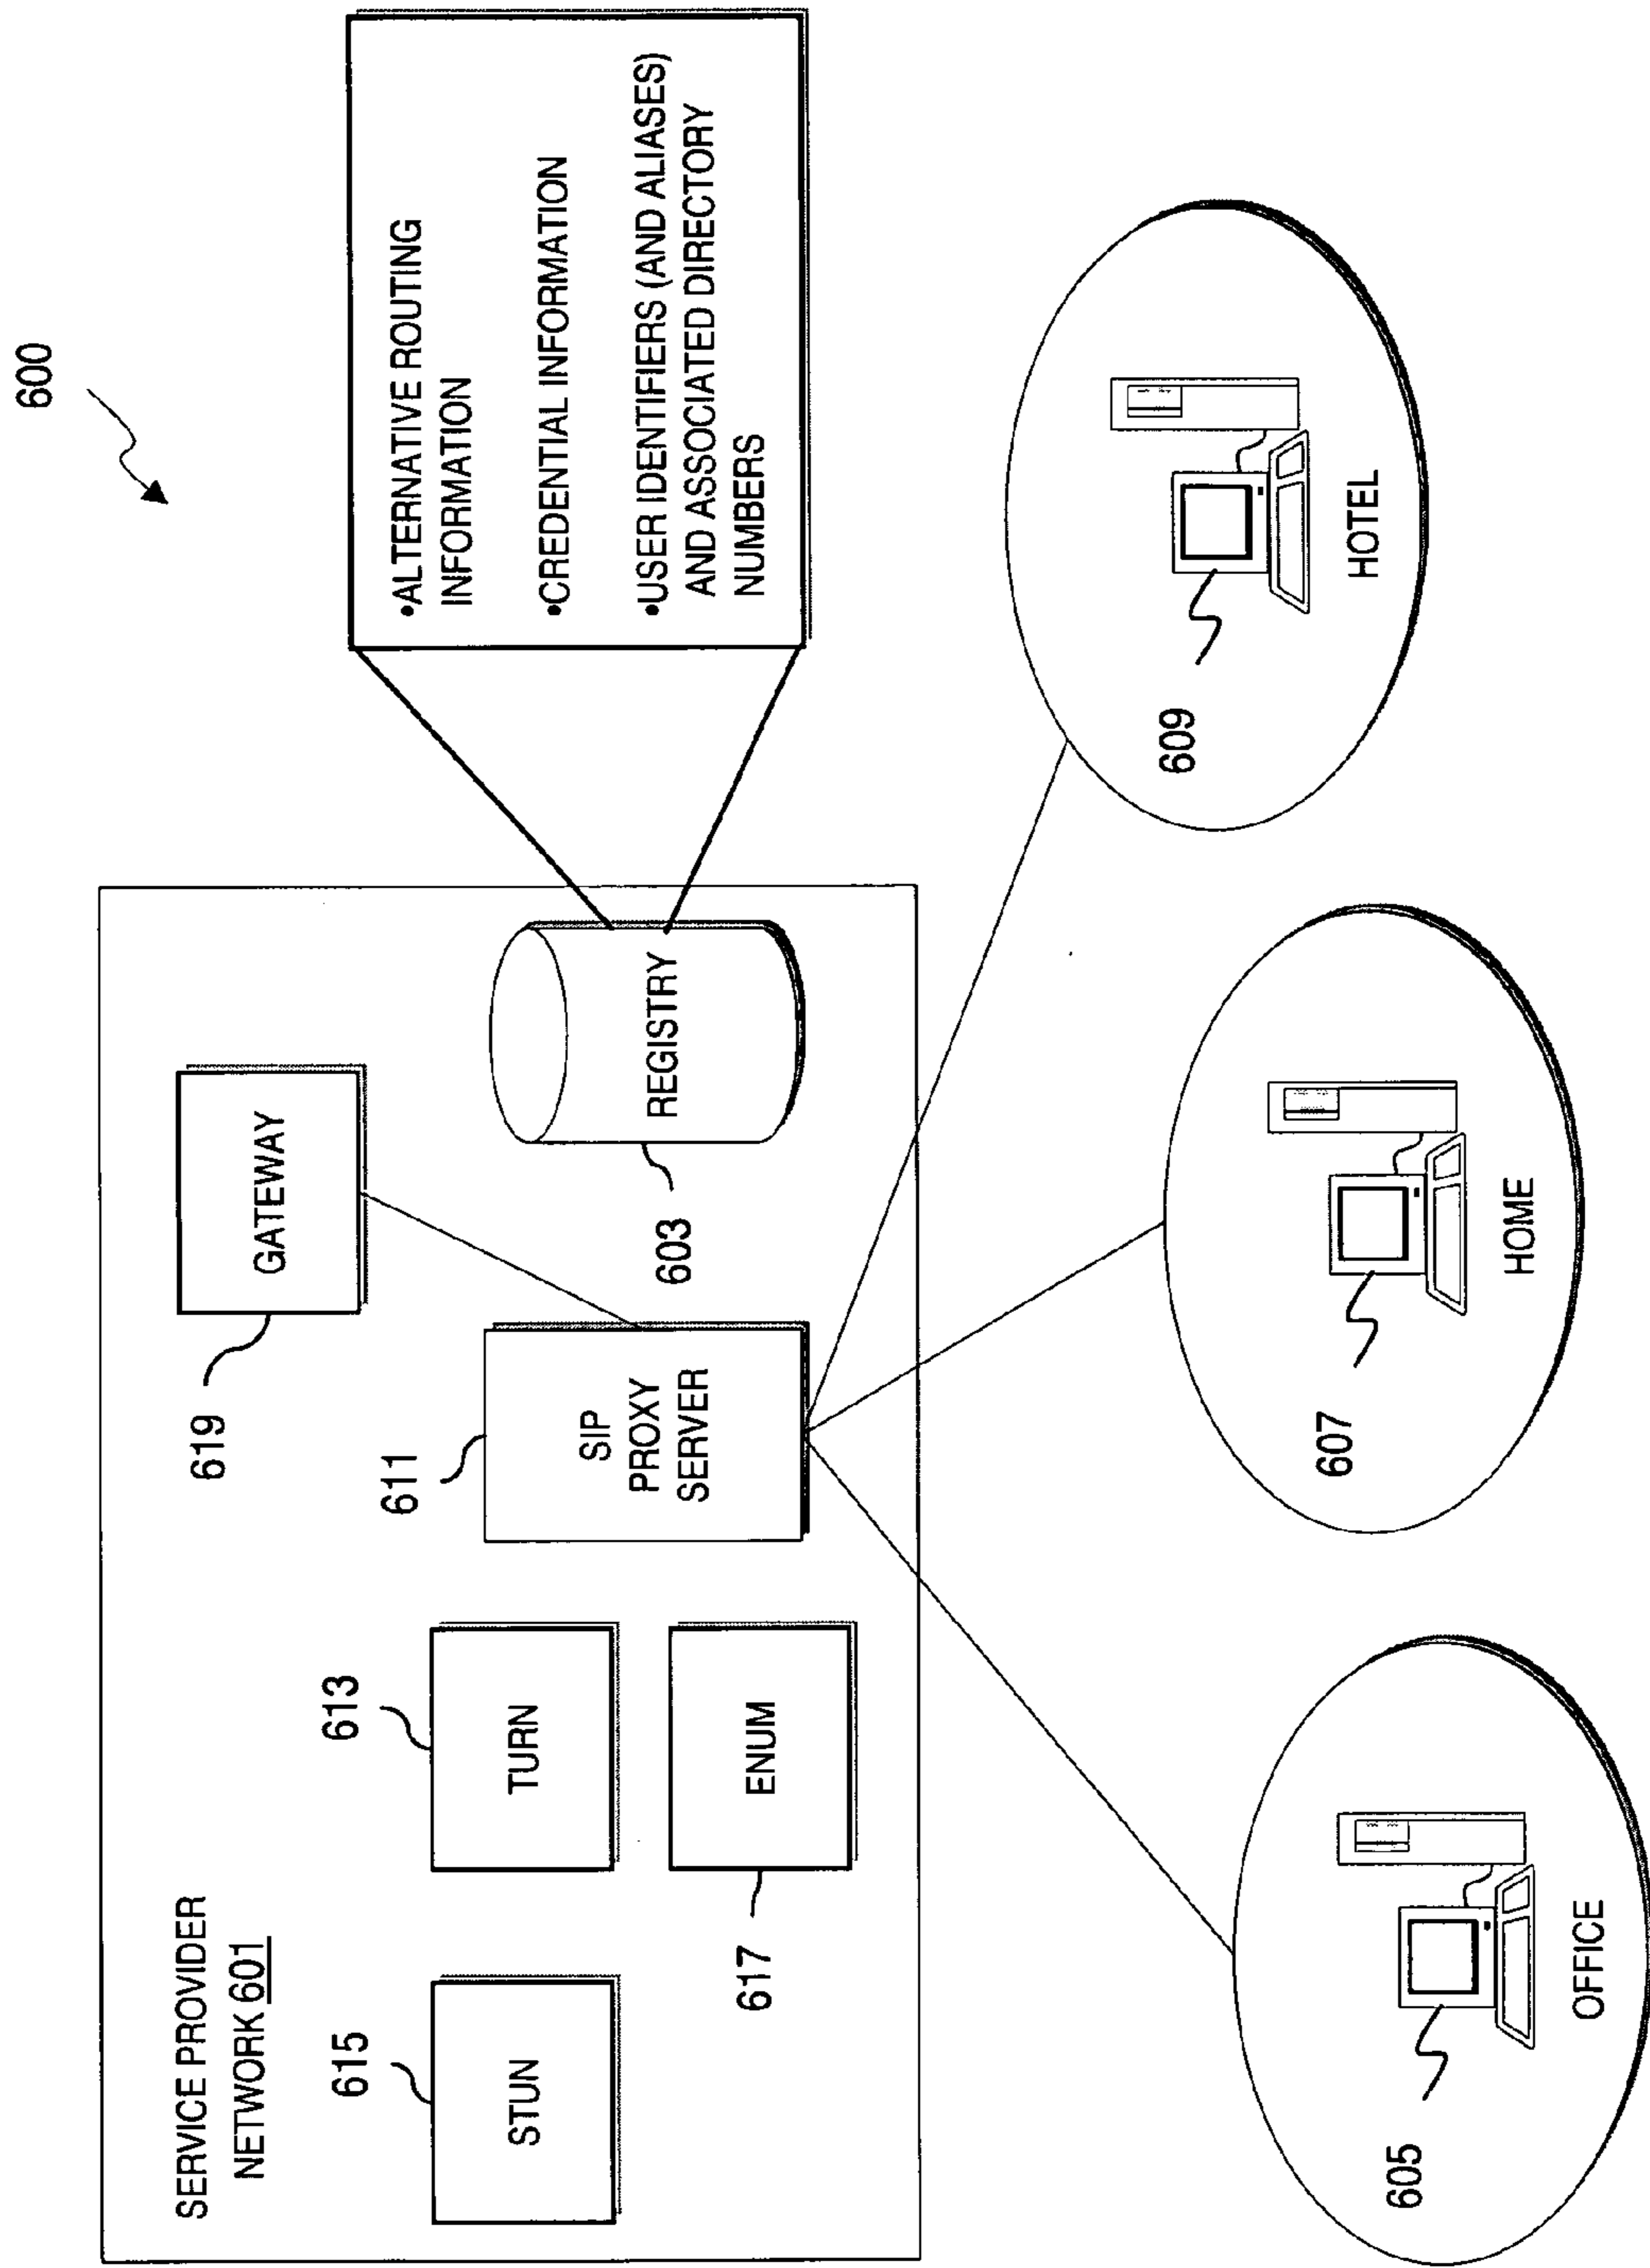 600
SERVICE PROVIDER
NETWORK 601
619
GATEWAY
615
STUN
613
TURN
611
SIP
PROXY
SERVER
617
ENUM
603
REGISTRY
•ALTERNATIVE ROUTING
INFORMATION
•CREDENTIAL INFORMATION
•USER IDENTIFIERS (AND ALIASES)
AND ASSOCIATED DIRECTORY
NUMBERS
605
OFFICE
607
HOME
609
HOTEL